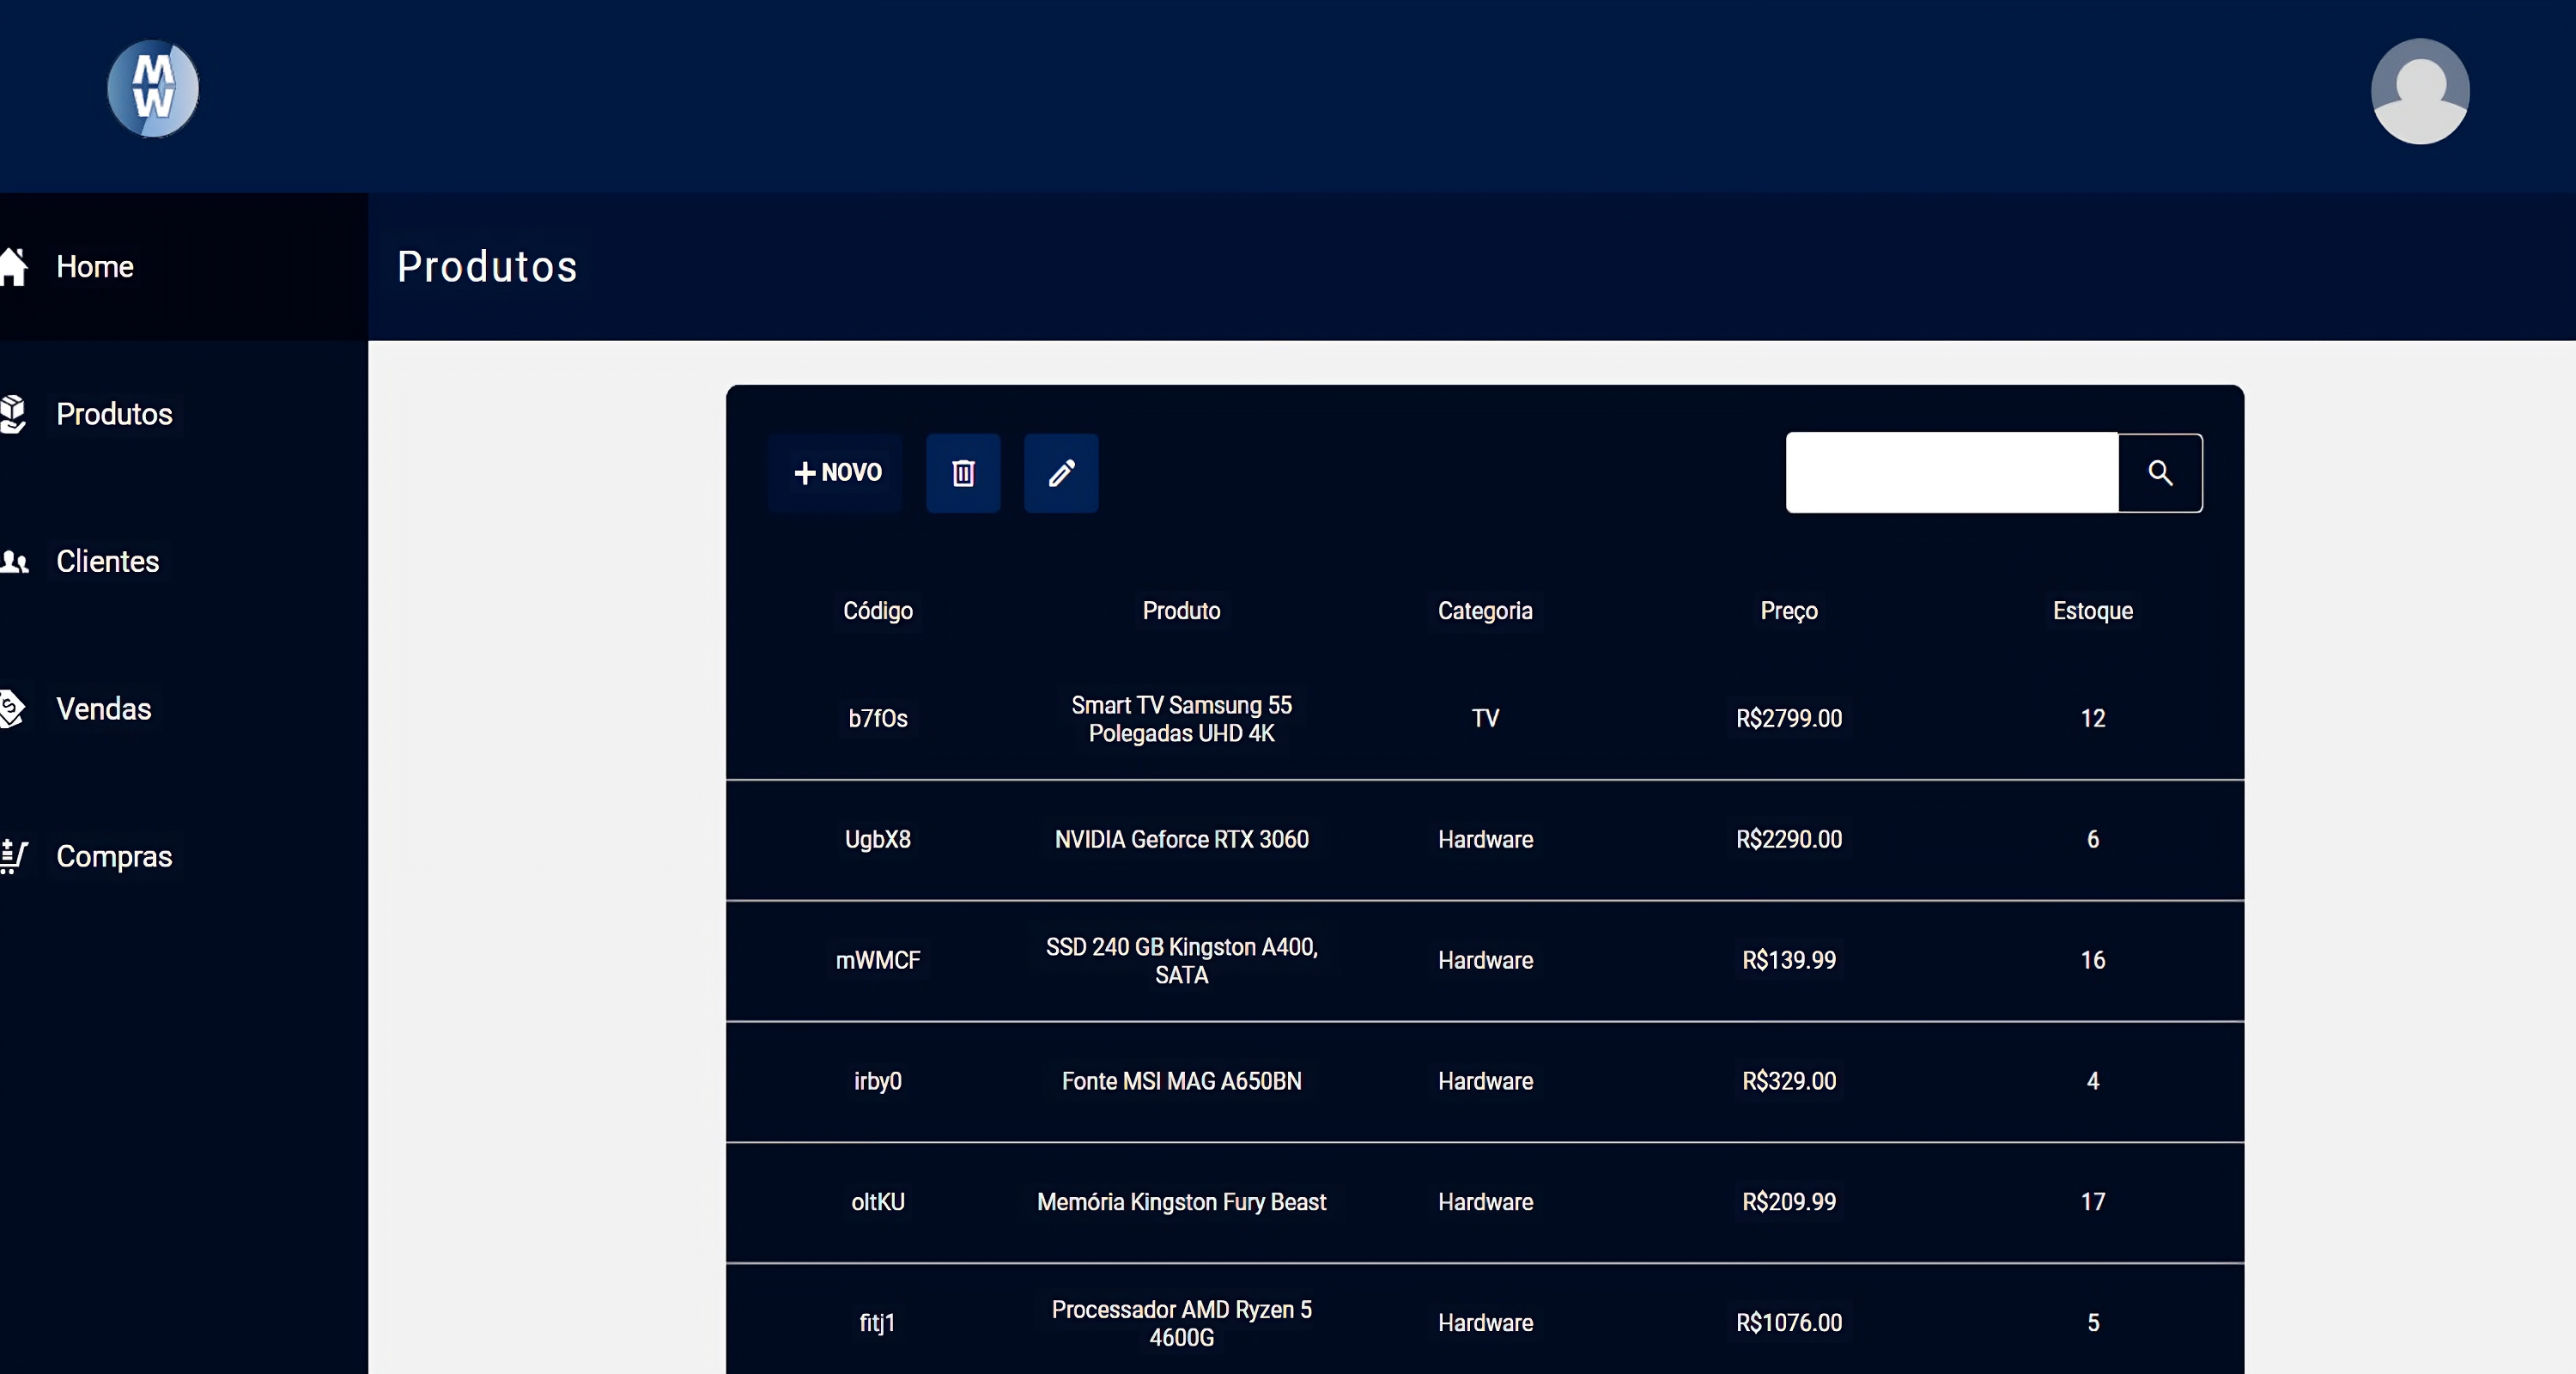 M
W
Home
Produtos
Produtos
Clientes
Vendas
Compras
+ NOVO
Código Produto Categoria Preço Estoque
b7fOs Smart TV Samsung 55 Polegadas UHD 4K TV R$2799.00 12
UgbX8 NVIDIA Geforce RTX 3060 Hardware R$2290.00 6
mWMCF SSD 240 GB Kingston A400, SATA Hardware R$139.99 16
irby0 Fonte MSI MAG A650BN Hardware R$329.00 4
oItKU Memória Kingston Fury Beast Hardware R$209.99 17
fitj1 Processador AMD Ryzen 5 4600G Hardware R$1076.00 5